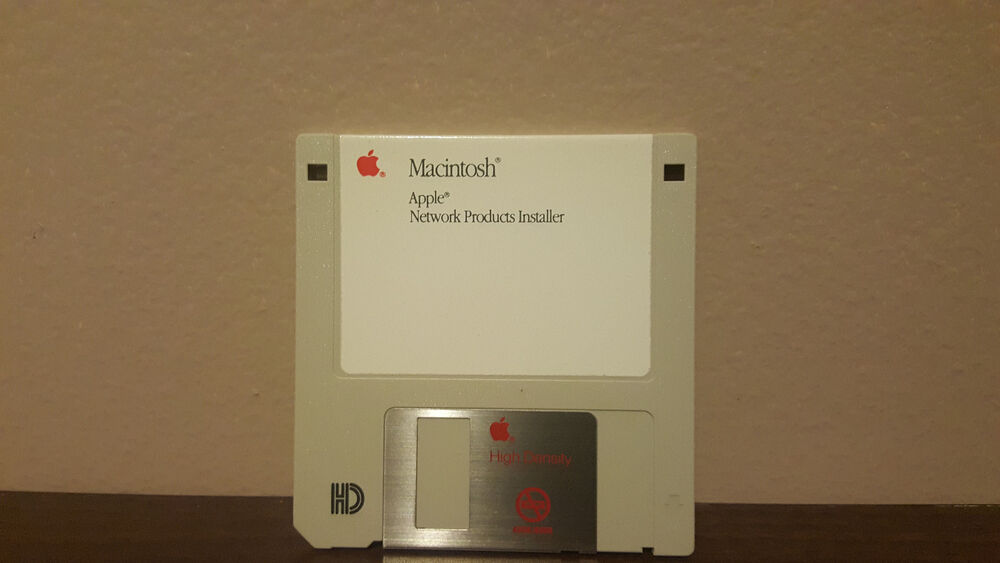 Macintosh®
Apple®
Network Products Installer
High Density
HD